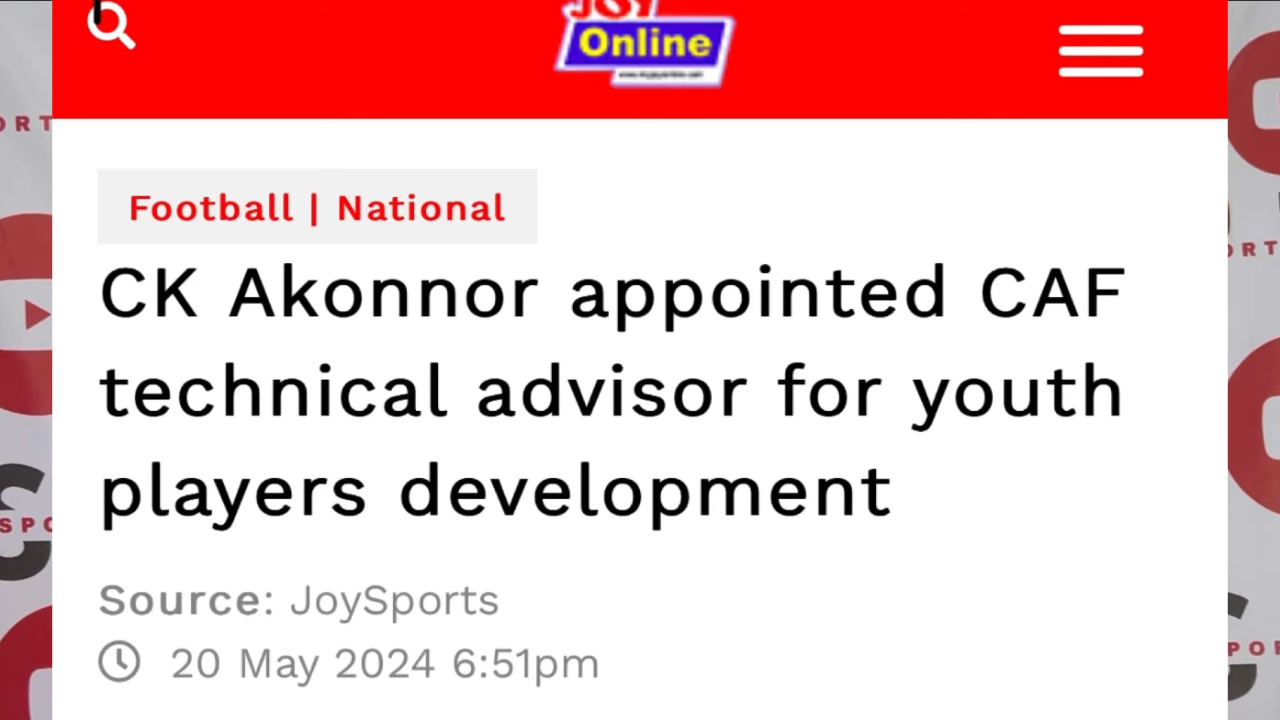 JOY
Online
Football | National
CK Akonnor appointed CAF
technical advisor for youth
players development
Source: JoySports
20 May 2024 6:51pm